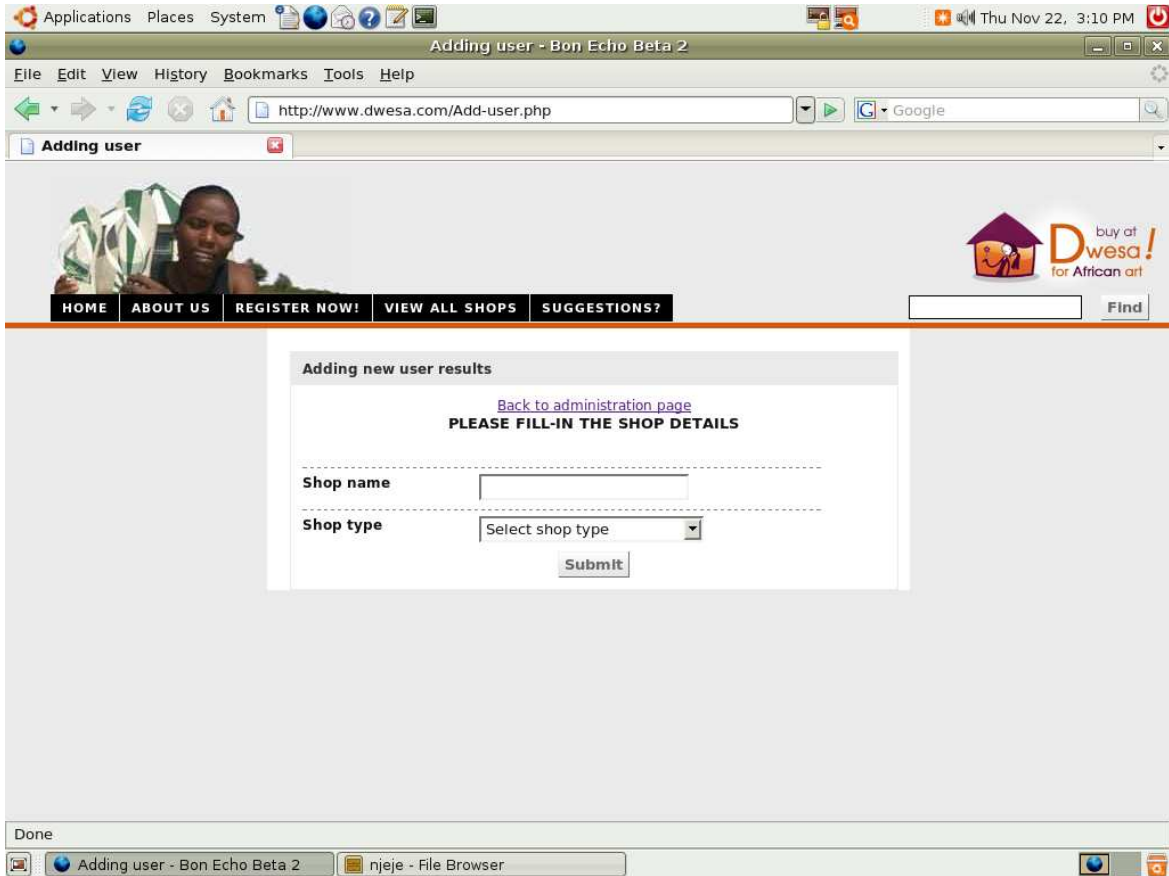 Applications Places System Thu Nov 22, 3:10 PM
Adding user - Bon Echo Beta 2
File Edit View History Bookmarks Tools Help
http://www.dwesa.com/Add-user.php G Google
Adding user
buy at
Dwesa!
for African art
HOME ABOUT US REGISTER NOW! VIEW ALL SHOPS SUGGESTIONS? Find
Adding new user results
Back to administration page
PLEASE FILL-IN THE SHOP DETAILS
Shop name
Shop type Select shop type
Submit
Done
Adding user - Bon Echo Beta 2 njeje - File Browser